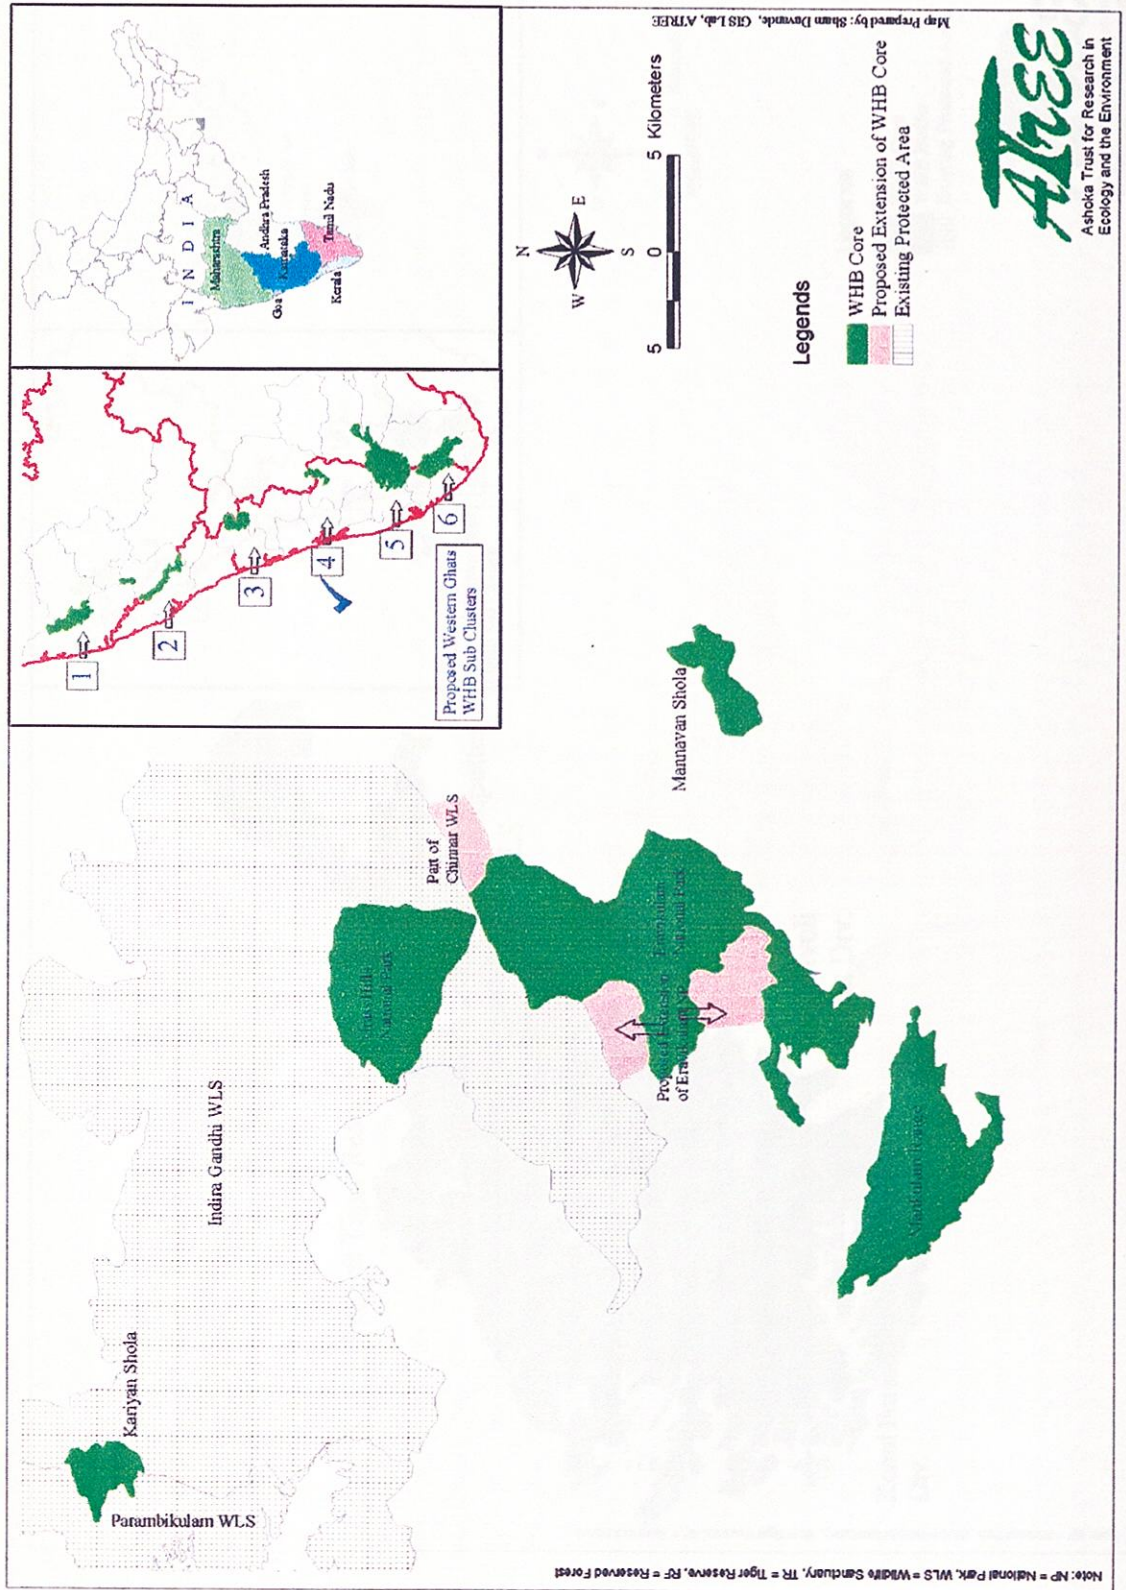 Parambikulam WLS
Kariyan Shola
Indira Gandhi WLS
Grass Hills
National Park
Part of
Chinnar WLS
Eravikulam
National Park
Proposed Extension
of Eravikulam NP
Mankulam Range
Mannavan Shola
1
2
3
4
5
6
Proposed Western Ghats
WHB Sub Clusters
I N D I A
Maharashtra
Andhra Pradesh
Goa
Karnataka
Tamil Nadu
Kerala
N
W
E
S
5 0 5 Kilometers
Legends
WHB Core
Proposed Extension of WHB Core
Existing Protected Area
ATREE
Ashoka Trust for Research in
Ecology and the Environment
Map Prepared by: Sham Davande, GIS Lab, ATREE
Note: NP = National Park, WLS = Wildlife Sanctuary, TR = Tiger Reserve, RF = Reserved Forest